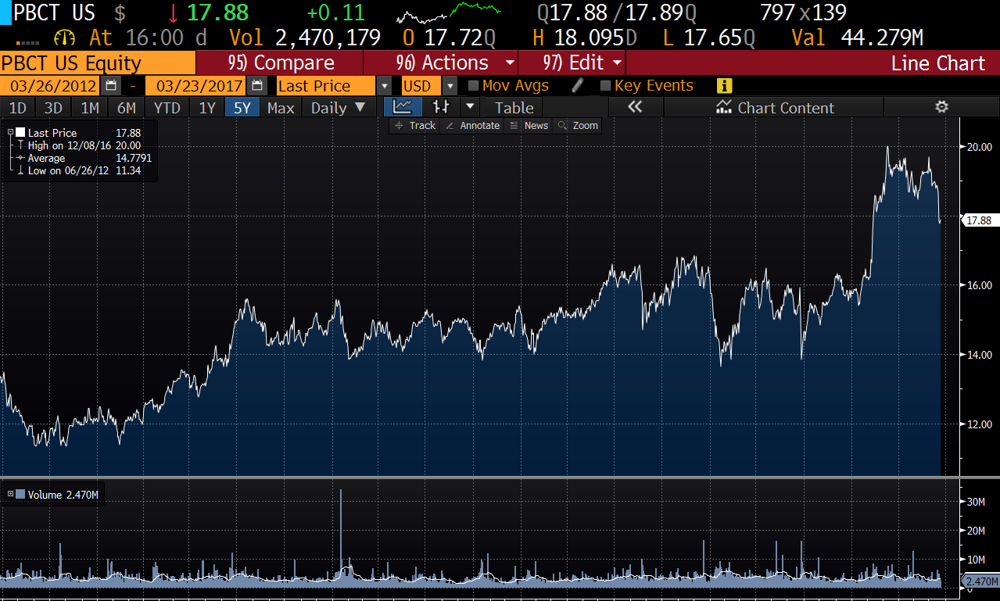 PBCT US $ ↓ 17.88 +0.11 Q17.88 / 17.89Q 797 x 139
At 16:00 d Vol 2,470,179 O 17.72Q H 18.095D L 17.65Q Val 44.279M
PBCT US Equity 95) Compare 96) Actions 97) Edit Line Chart
03/26/2012 - 03/23/2017 Last Price USD Mov Avgs Key Events i
1D 3D 1M 6M YTD 1Y 5Y Max Daily ▼ Table « Chart Content
Track Annotate News Zoom
Last Price 17.88
High on 12/08/16 20.00
Average 14.7791
Low on 06/26/12 11.34
20.00
17.88
16.00
14.00
12.00
Volume 2.470M
30M
20M
10M
2.470M
0